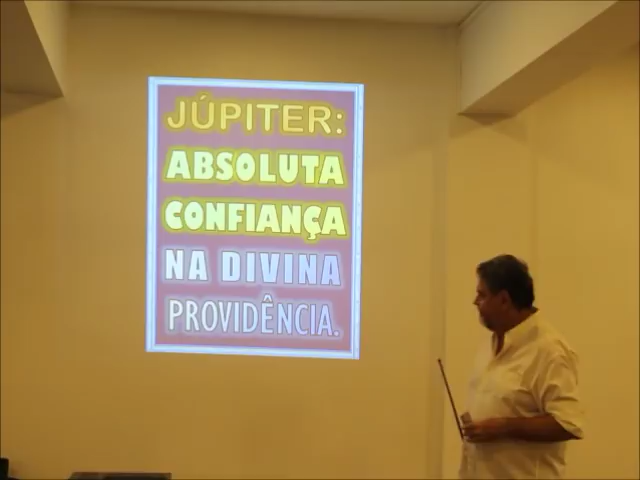 JÚPITER:
ABSOLUTA
CONFIANÇA
NA DIVINA
PROVIDÊNCIA.